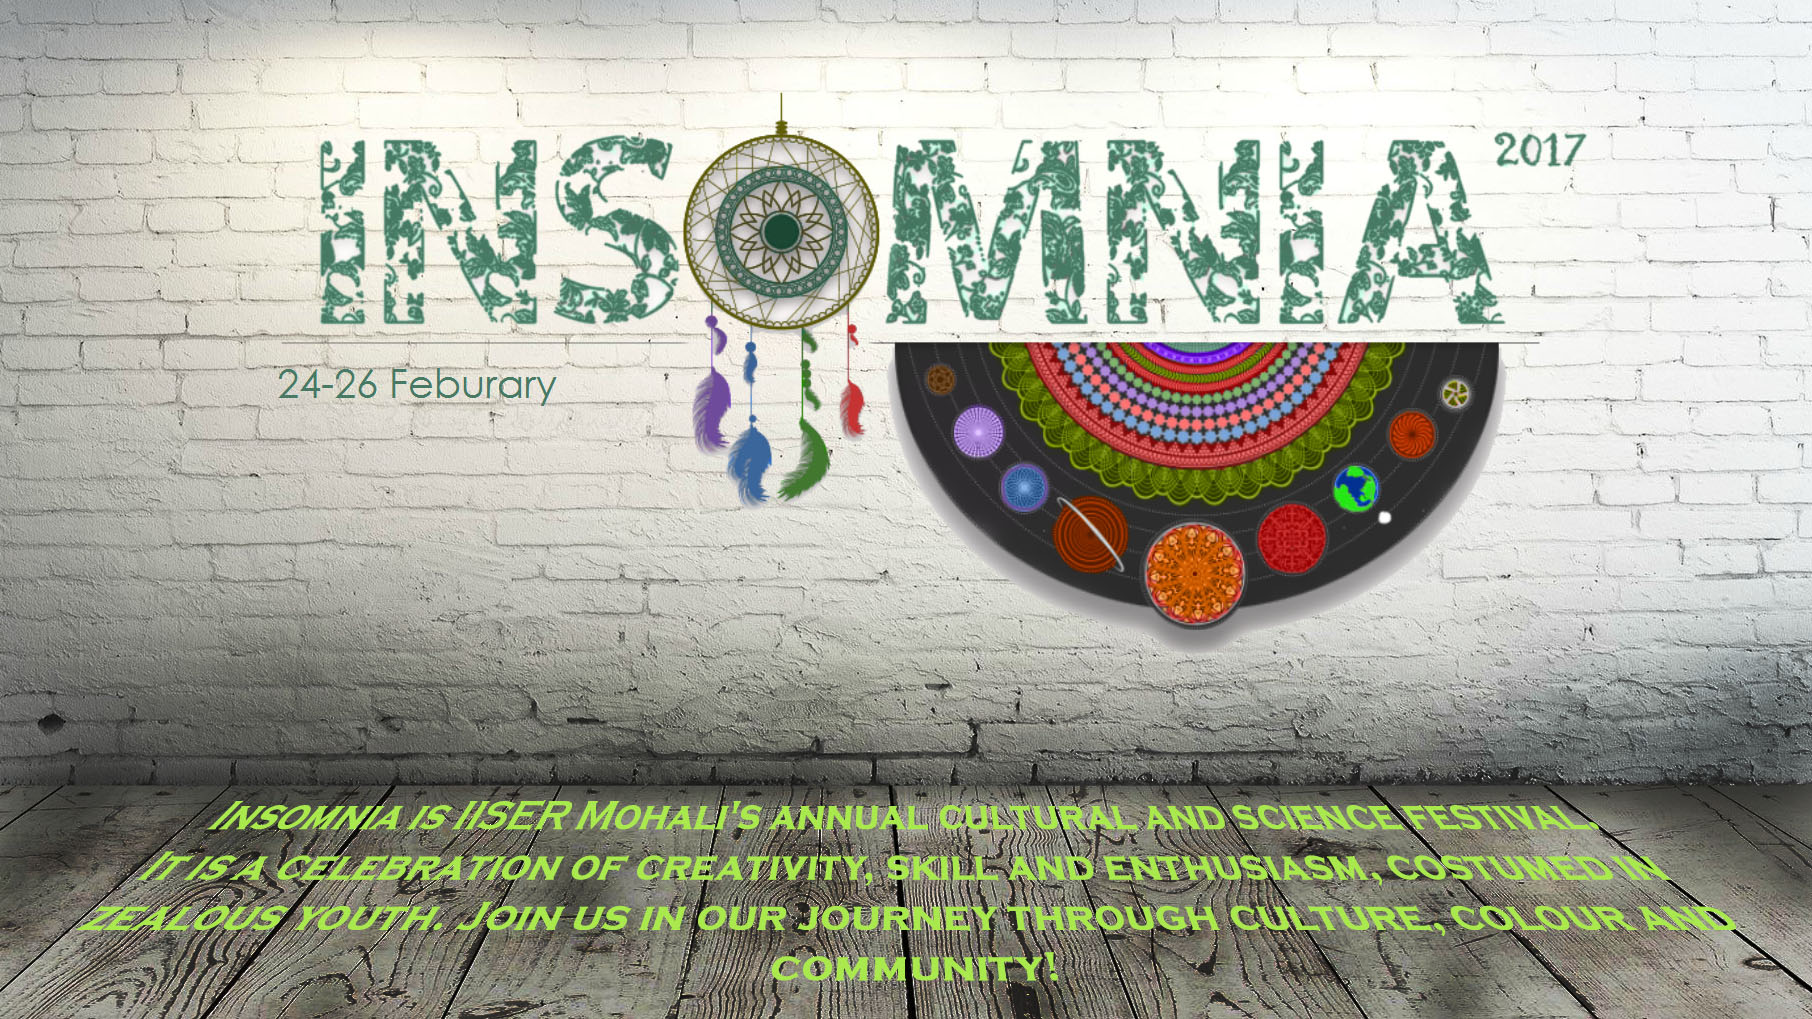 INSOMNIA 2017
24-26 Feburary
Insomnia is IISER Mohali's annual cultural and science festival.
It is a celebration of creativity, skill and enthusiasm, costumed in
zealous youth. Join us in our journey through culture, colour and
community!